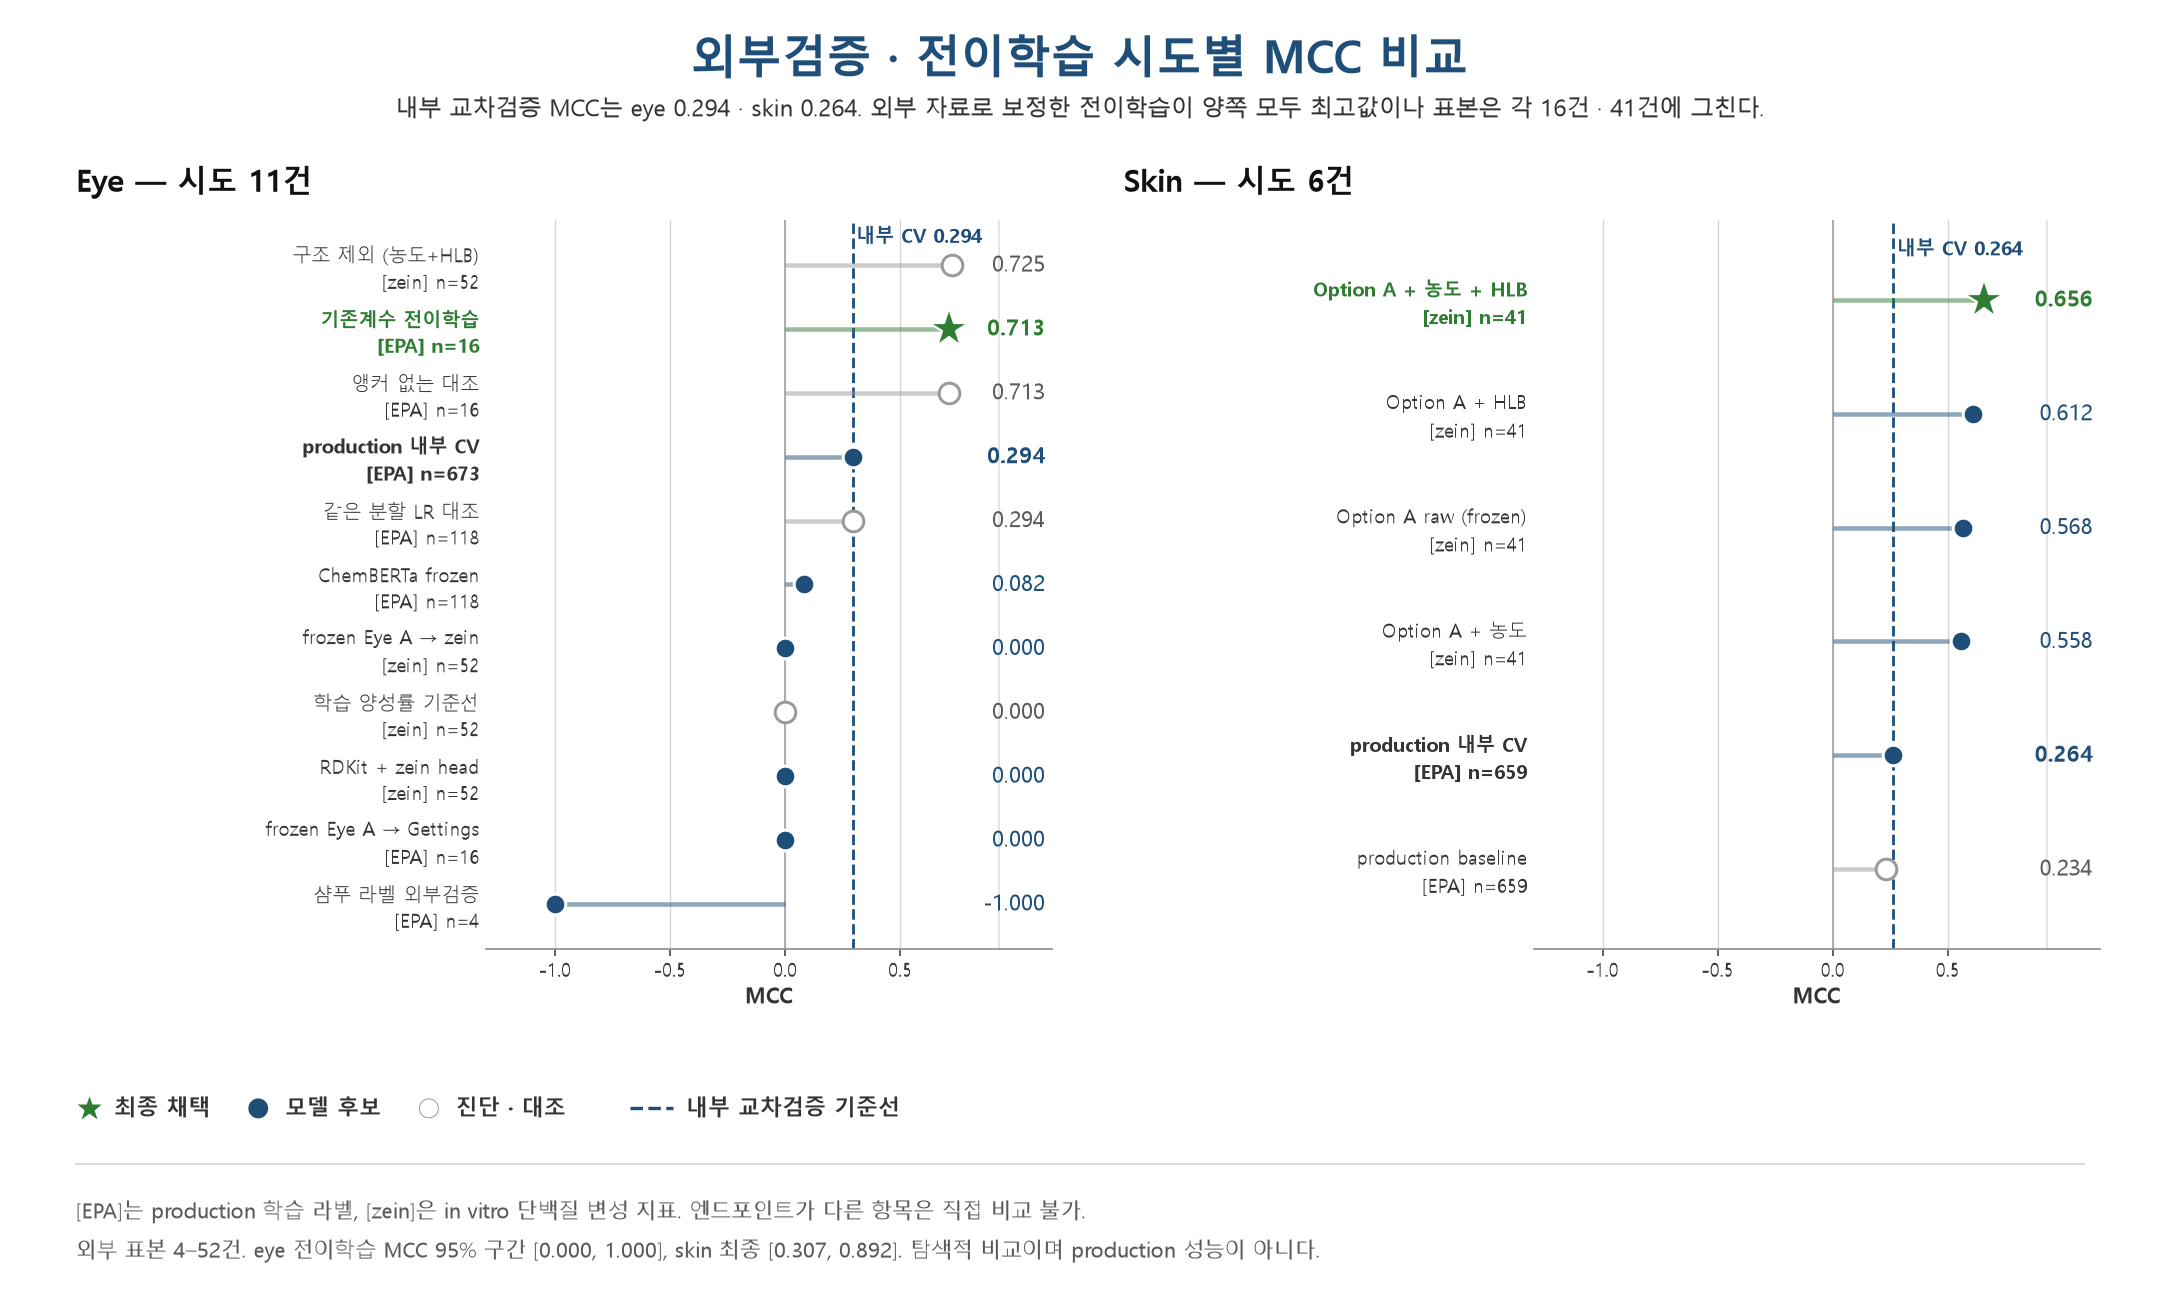 외부검증 · 전이학습 시도별 MCC 비교
내부 교차검증 MCC는 eye 0.294 · skin 0.264. 외부 자료로 보정한 전이학습이 양쪽 모두 최고값이나 표본은 각 16건 · 41건에 그친다.
Eye — 시도 11건
내부 CV 0.294
구조 제외 (농도+HLB)
[zein] n=52
0.725
기존계수 전이학습
[EPA] n=16
0.713
앵커 없는 대조
[EPA] n=16
0.713
production 내부 CV
[EPA] n=673
0.294
같은 분할 LR 대조
[EPA] n=118
0.294
ChemBERTa frozen
[EPA] n=118
0.082
frozen Eye A → zein
[zein] n=52
0.000
학습 양성률 기준선
[zein] n=52
0.000
RDKit + zein head
[zein] n=52
0.000
frozen Eye A → Gettings
[EPA] n=16
0.000
샴푸 라벨 외부검증
[EPA] n=4
-1.000
-1.0 -0.5 0.0 0.5
MCC
Skin — 시도 6건
내부 CV 0.264
Option A + 농도 + HLB
[zein] n=41
0.656
Option A + HLB
[zein] n=41
0.612
Option A raw (frozen)
[zein] n=41
0.568
Option A + 농도
[zein] n=41
0.558
production 내부 CV
[EPA] n=659
0.264
production baseline
[EPA] n=659
0.234
-1.0 -0.5 0.0 0.5
MCC
최종 채택 모델 후보 진단 · 대조 내부 교차검증 기준선
[EPA]는 production 학습 라벨, [zein]은 in vitro 단백질 변성 지표. 엔드포인트가 다른 항목은 직접 비교 불가.
외부 표본 4–52건. eye 전이학습 MCC 95% 구간 [0.000, 1.000], skin 최종 [0.307, 0.892]. 탐색적 비교이며 production 성능이 아니다.